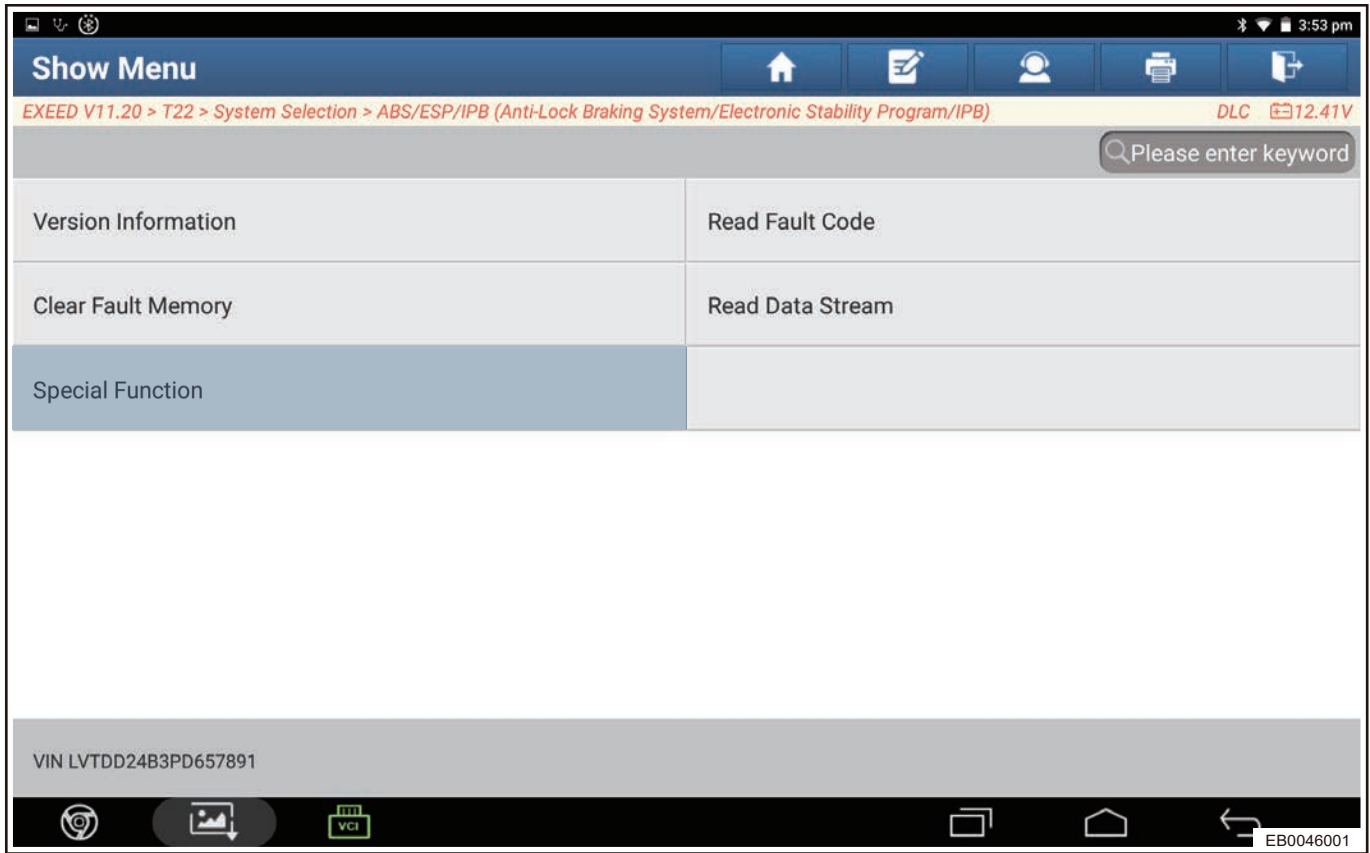 3:53 pm
Show Menu
EXEED V11.20 > T22 > System Selection > ABS/ESP/IPB (Anti-Lock Braking System/Electronic Stability Program/IPB)
DLC 12.41V
Please enter keyword
Version Information
Read Fault Code
Clear Fault Memory
Read Data Stream
Special Function
VIN LVTDD24B3PD657891
VCI
EB0046001